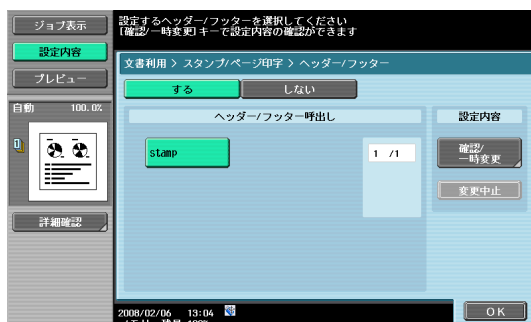 ジョブ表示
設定内容
プレビュー
自動 100.0%
詳細確認
設定するヘッダー/フッターを選択してください
[確認/一時変更]キーで設定内容の確認ができます
文書利用 > スタンプ/ページ印字 > ヘッダー/フッター
する しない
ヘッダー/フッター呼出し
stamp
1 /1
設定内容
確認/
一時変更
変更中止
2008/02/06 13:04
OK